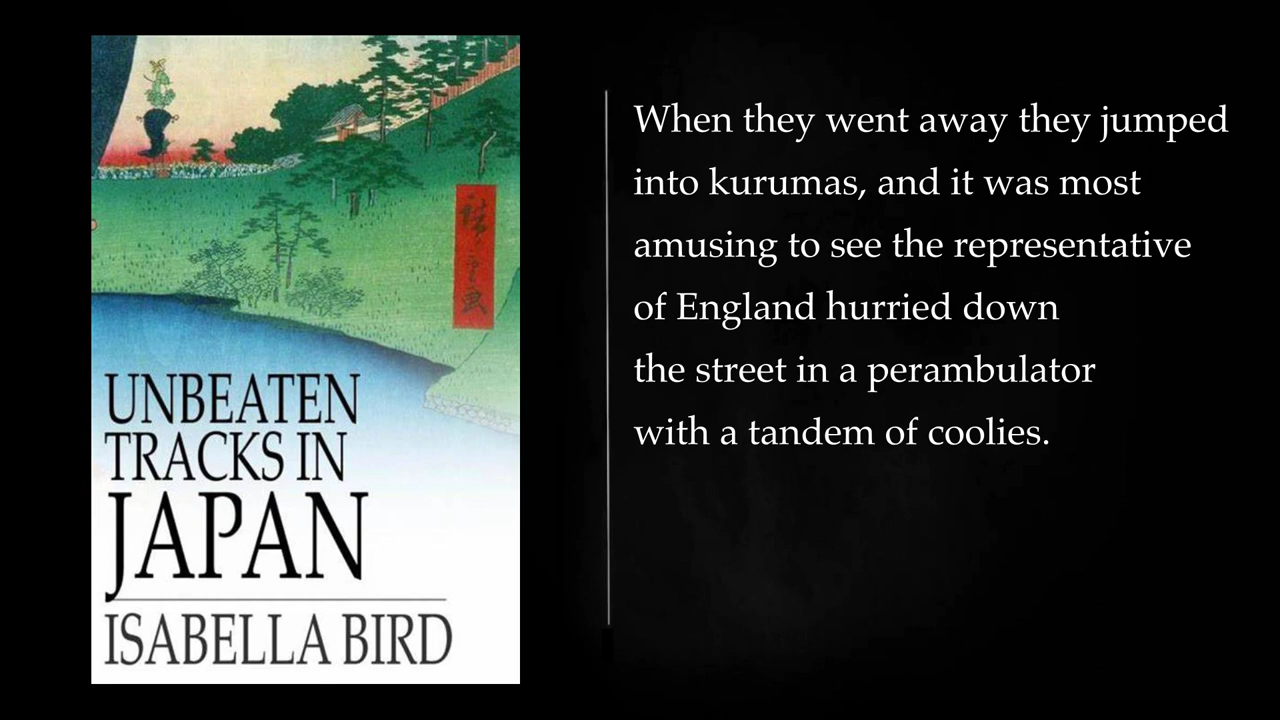 UNBEATEN
TRACKS IN
JAPAN
ISABELLA BIRD
When they went away they jumped
into kurumas, and it was most
amusing to see the representative
of England hurried down
the street in a perambulator
with a tandem of coolies.